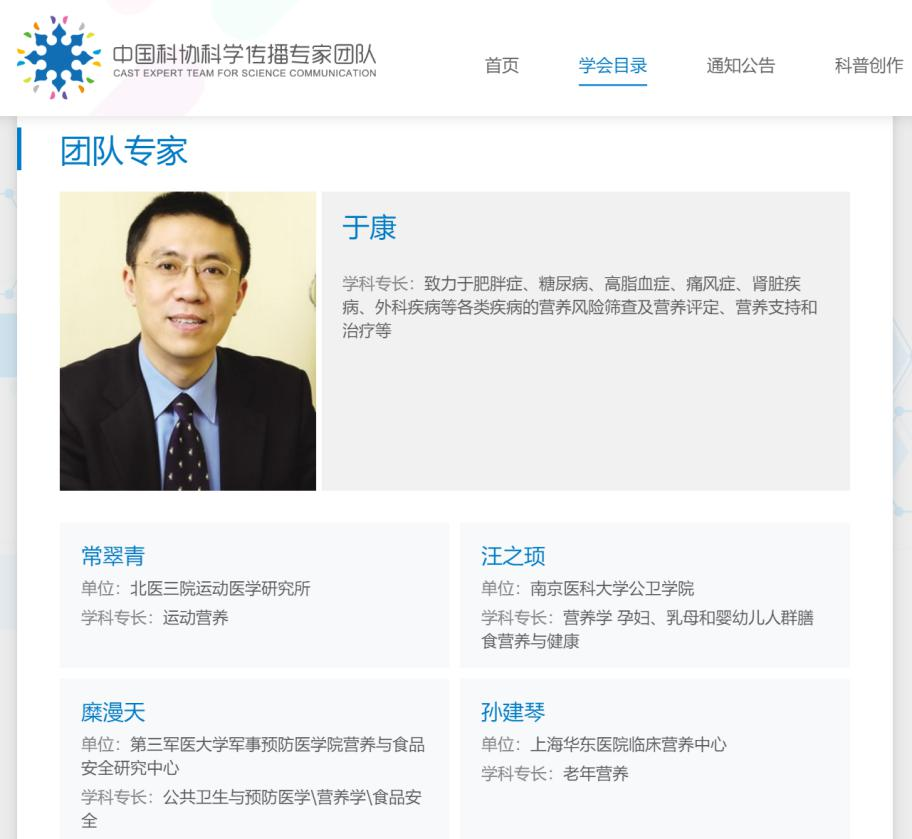 中国科协科学传播专家团队
CAST EXPERT TEAM FOR SCIENCE COMMUNICATION
首页
学会目录
通知公告
科普创作
团队专家
于康
学科专长：致力于肥胖症、糖尿病、高脂血症、痛风症、肾脏疾
病、外科疾病等各类疾病的营养风险筛查及营养评定、营养支持和
治疗等
常翠青
单位：北医三院运动医学研究所
学科专长：运动营养
汪之顼
单位：南京医科大学公卫学院
学科专长：营养学 孕妇、乳母和婴幼儿人群膳
食营养与健康
糜漫天
单位：第三军医大学军事预防医学院营养与食品
安全研究中心
学科专长：公共卫生与预防医学\营养学\食品安
全
孙建琴
单位：上海华东医院临床营养中心
学科专长：老年营养